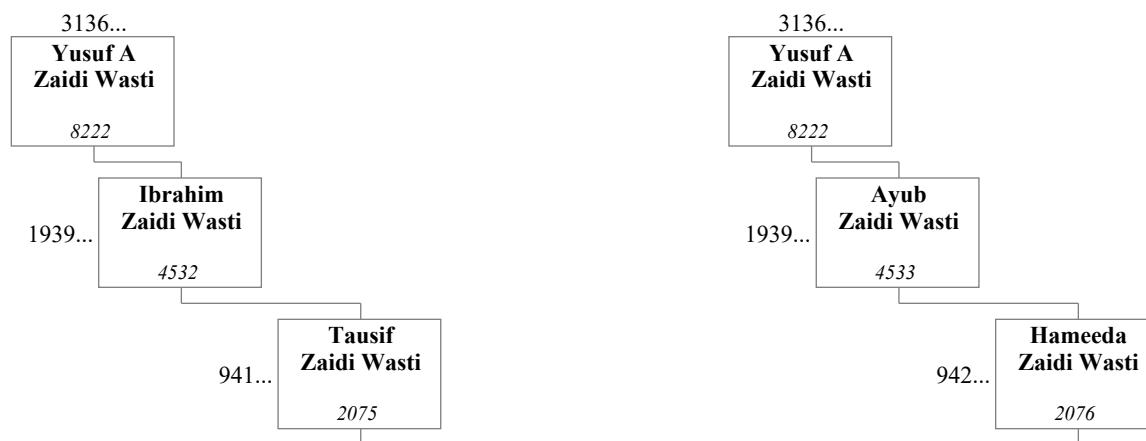 3136...
Yusuf A
Zaidi Wasti
8222
Ibrahim
Zaidi Wasti
1939...
4532
Tausif
Zaidi Wasti
941...
2075
3136...
Yusuf A
Zaidi Wasti
8222
Ayub
Zaidi Wasti
1939...
4533
Hameeda
Zaidi Wasti
942...
2076